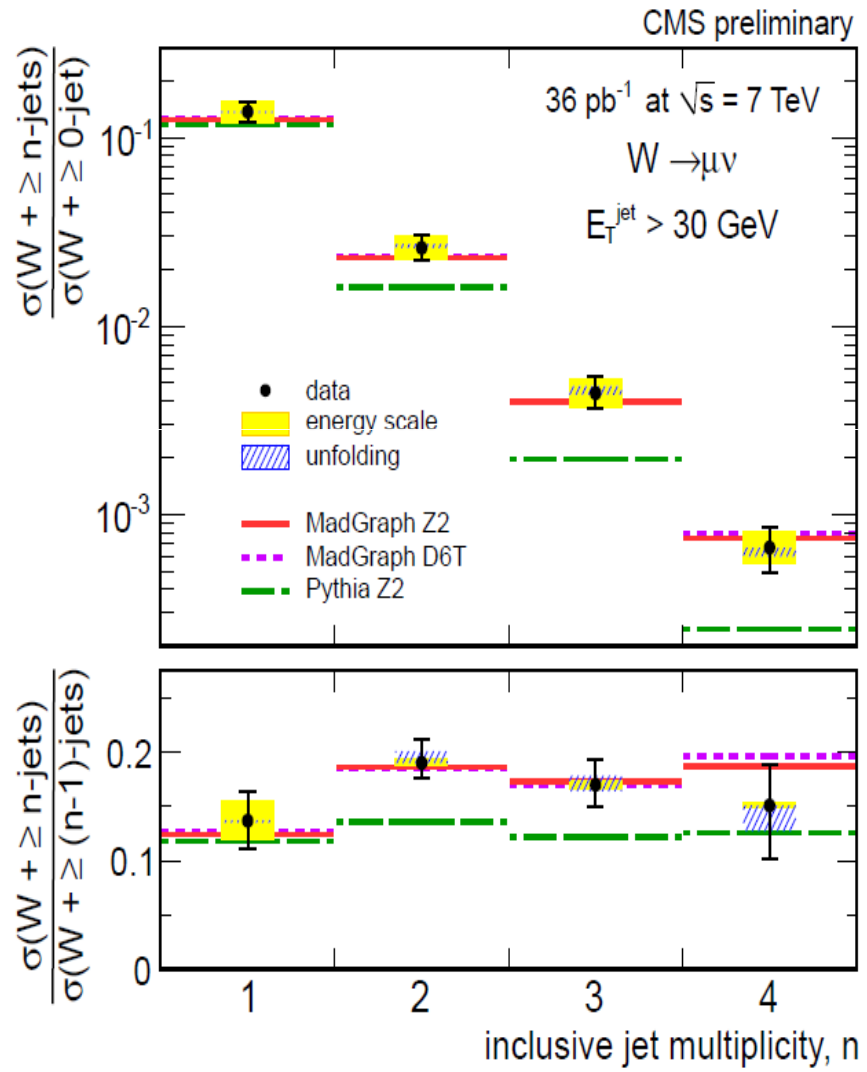 CMS preliminary
36 pb⁻¹ at √s = 7 TeV
W → μν
E_T^jet > 30 GeV
σ(W + ≥ n-jets)
σ(W + ≥ 0-jet)
10⁻¹
10⁻²
10⁻³
data
energy scale
unfolding
MadGraph Z2
MadGraph D6T
Pythia Z2
σ(W + ≥ n-jets)
σ(W + ≥ (n-1)-jets)
0.2
0.1
0
1 2 3 4
inclusive jet multiplicity, n